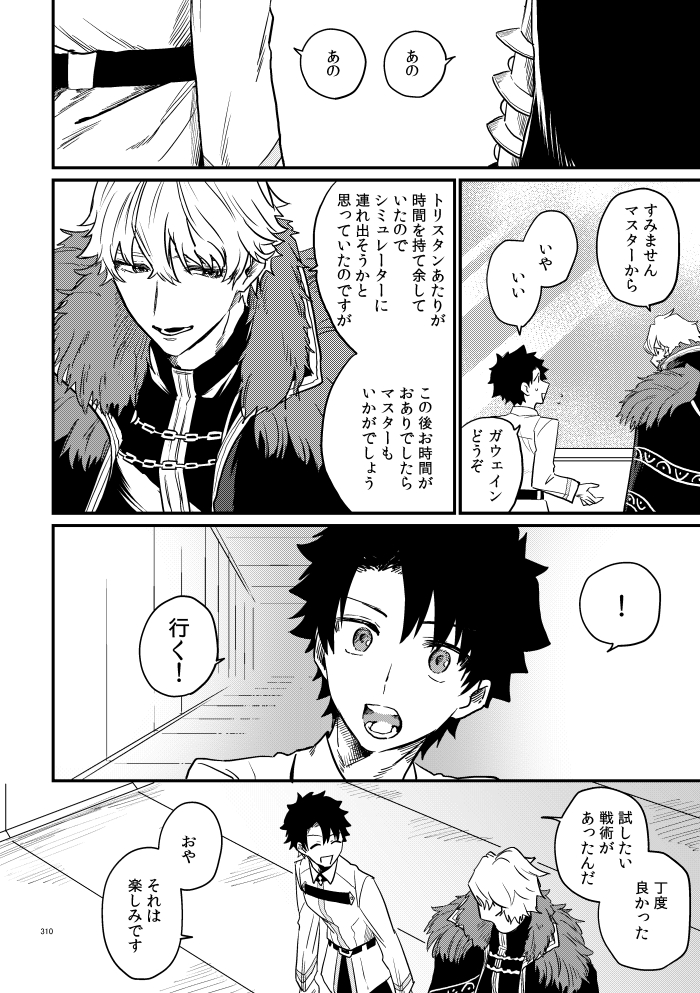 あの
あの
すみません
マスターから
いや
いい
ガウェイン
どうぞ
トリスタンあたりが
時間を持て余して
いたので
シミュレーターに
連れ出そうかと
思っていたのですが
この後お時間が
おありでしたら
マスターも
いかがでしょう
！
行く！
丁度
良かった
試したい
戦術が
あったんだ
おや
それは
楽しみです
310